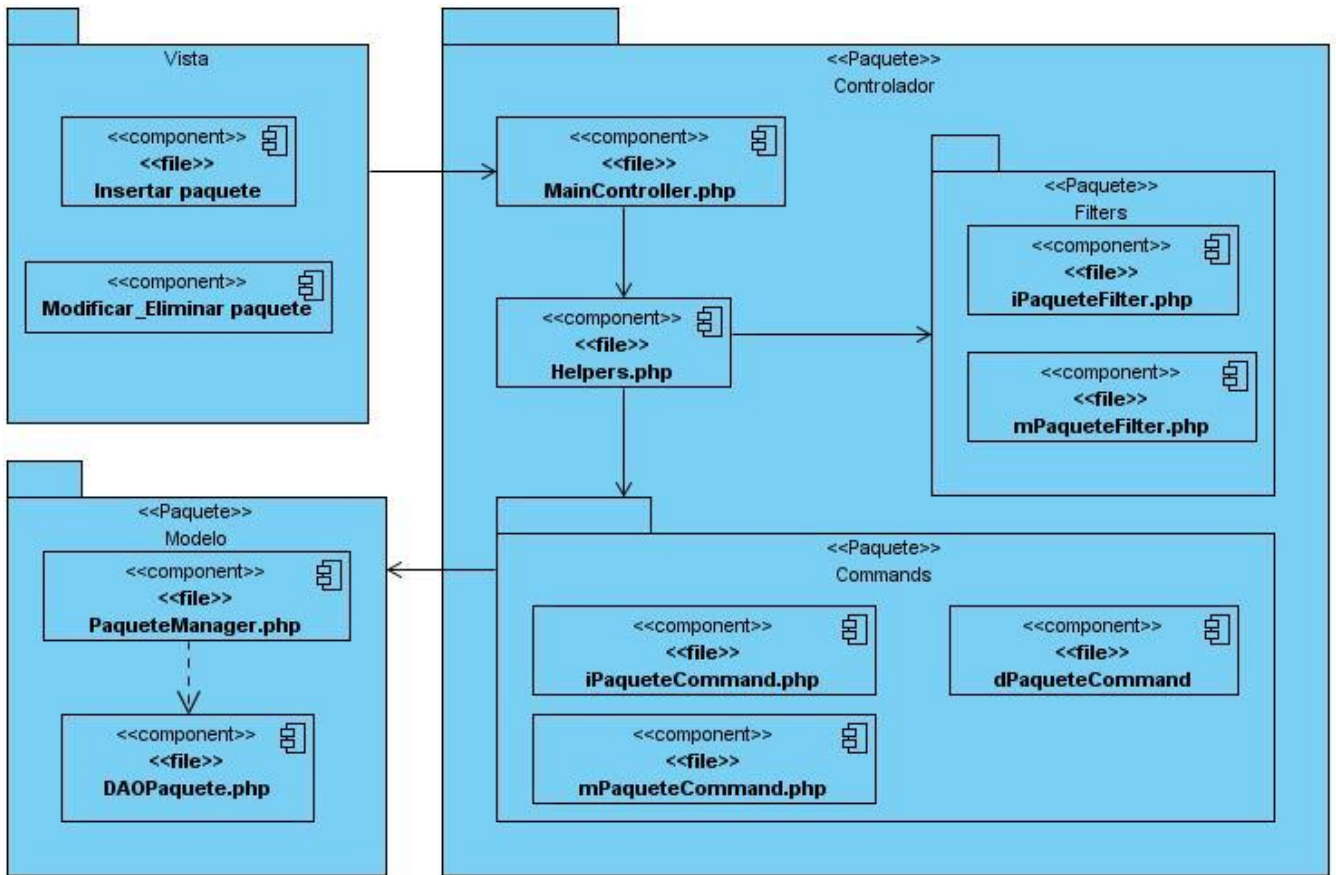 Vista
<<component>>
<<file>>
Insertar paquete
<<component>>
Modificar_Eliminar paquete
<<Paquete>>
Controlador
<<component>>
<<file>>
MainController.php
<<component>>
<<file>>
Helpers.php
<<Paquete>>
Filters
<<component>>
<<file>>
iPaqueteFilter.php
<<component>>
<<file>>
mPaqueteFilter.php
<<Paquete>>
Modelo
<<component>>
<<file>>
PaqueteManager.php
<<component>>
<<file>>
DAOPaquete.php
<<Paquete>>
Commands
<<component>>
<<file>>
iPaqueteCommand.php
<<component>>
<<file>>
dPaqueteCommand
<<component>>
<<file>>
mPaqueteCommand.php